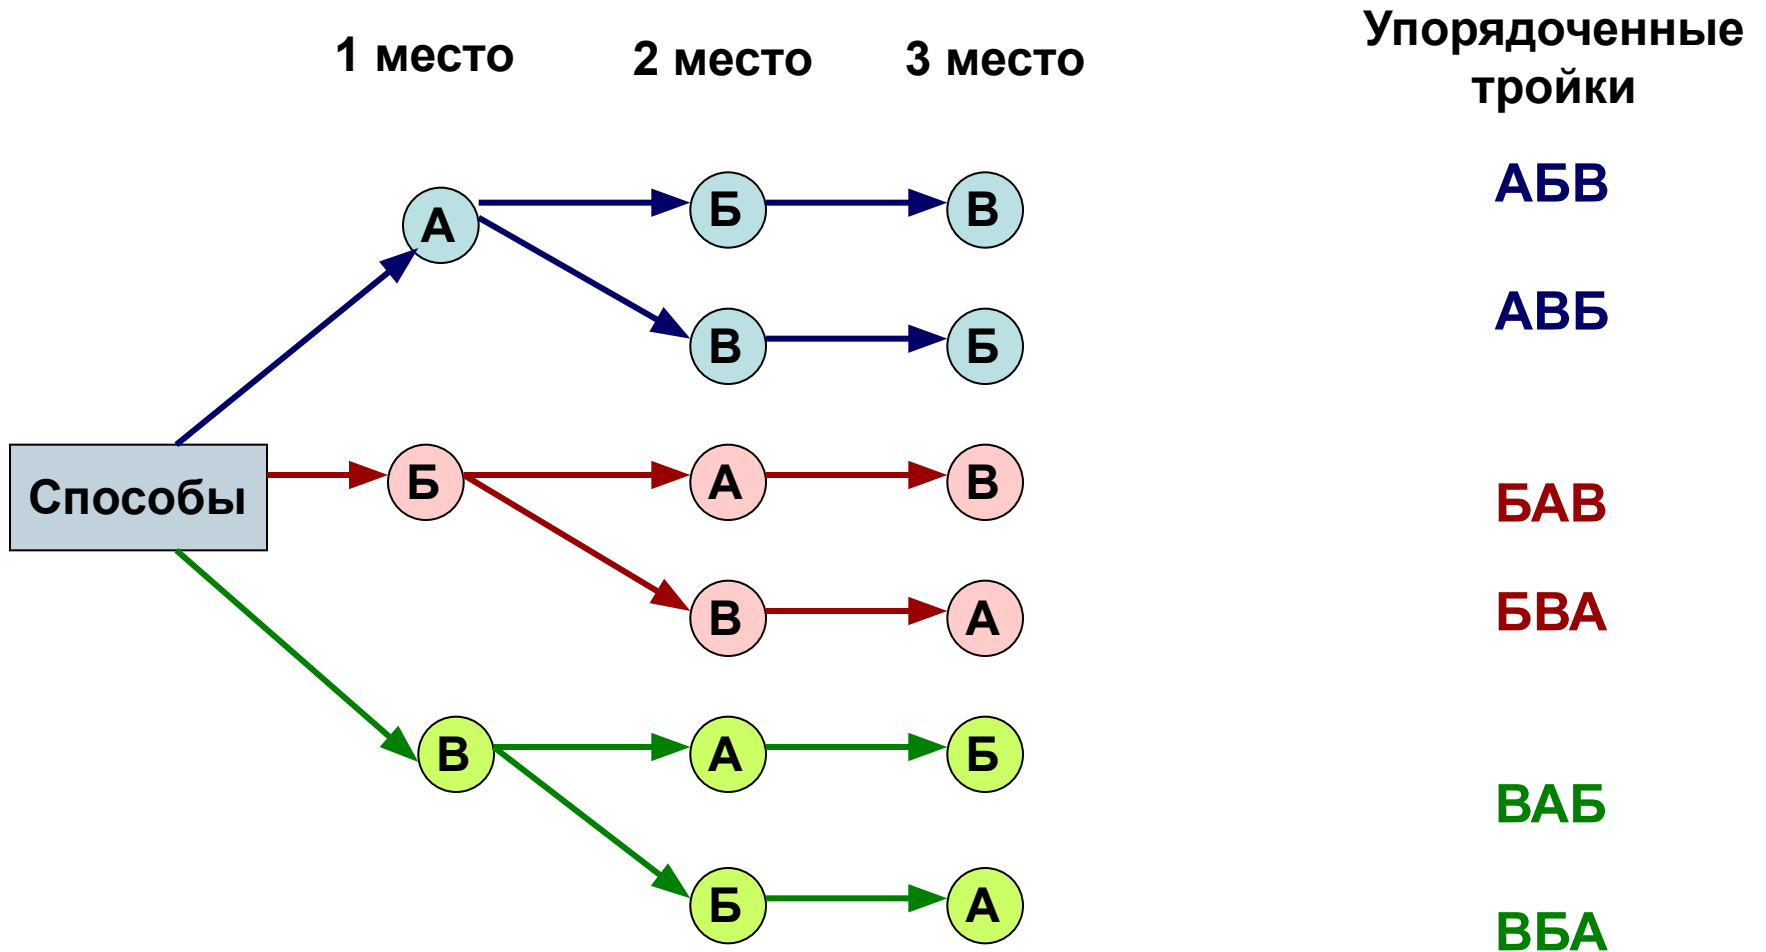 1 место 2 место 3 место Упорядоченные
тройки
А Б В АБВ
В Б АВБ
Способы Б А В БАВ
В А БВА
В А Б ВАБ
Б А ВБА